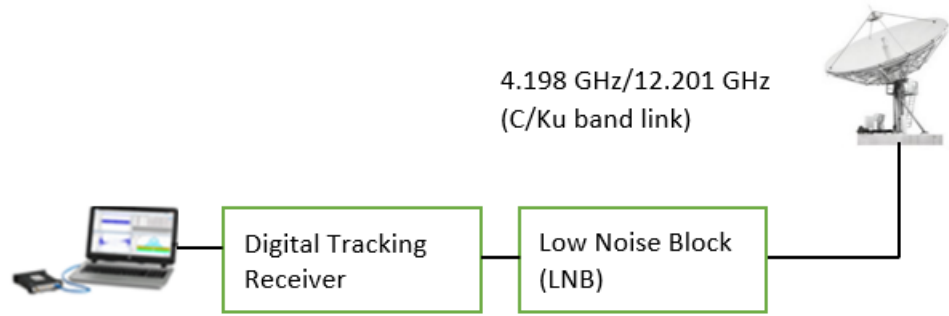 4.198 GHz/12.201 GHz
(C/Ku band link)
Digital Tracking
Receiver
Low Noise Block
(LNB)